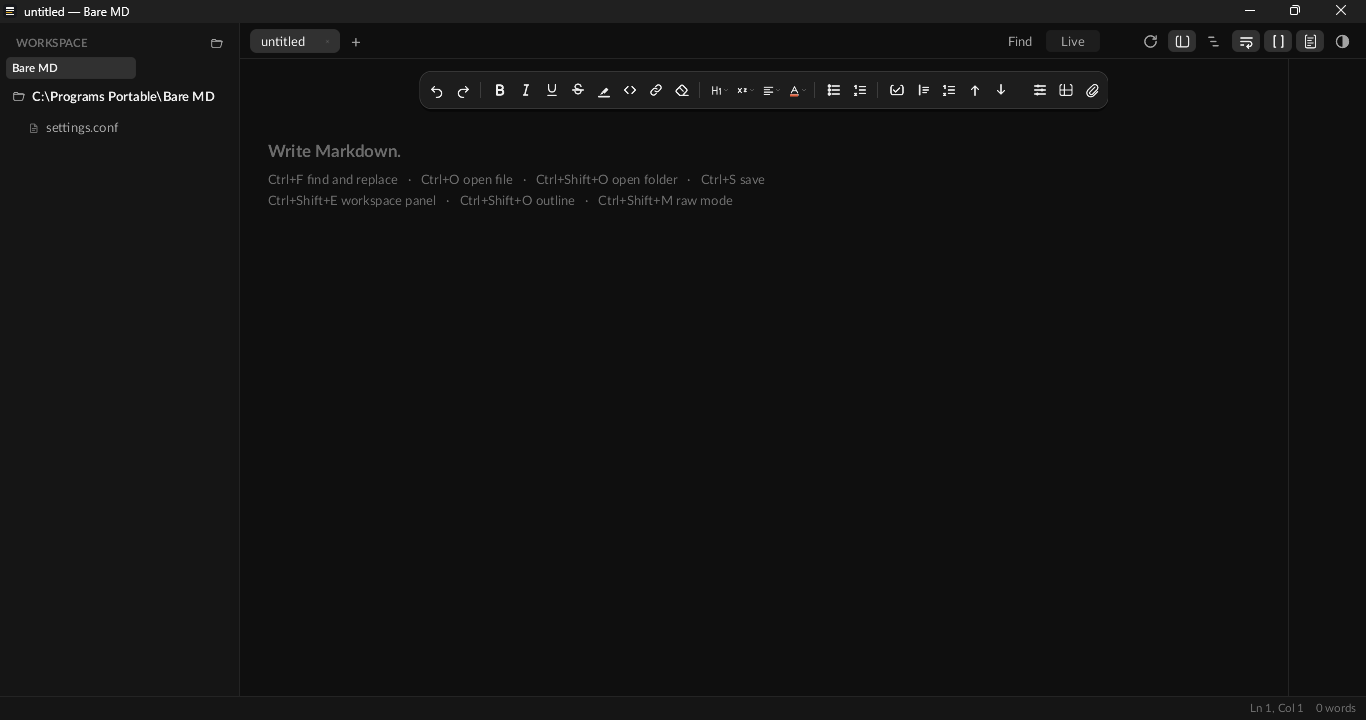 untitled — Bare MD
WORKSPACE
Bare MD
C:\Programs Portable\Bare MD
settings.conf
untitled
Find
Live
H1
Write Markdown.
Ctrl+F find and replace · Ctrl+O open file · Ctrl+Shift+O open folder · Ctrl+S save
Ctrl+Shift+E workspace panel · Ctrl+Shift+O outline · Ctrl+Shift+M raw mode
Ln 1, Col 1 0 words